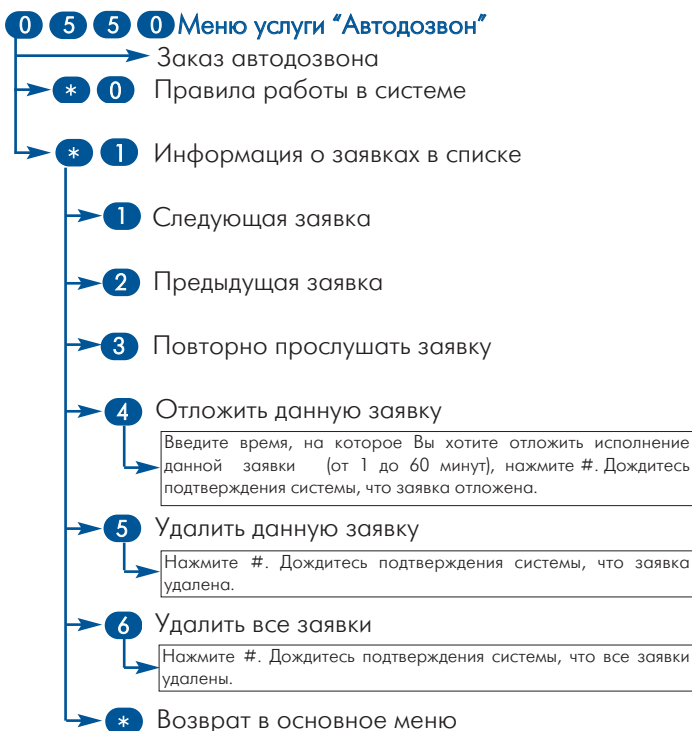 0 5 5 0 Меню услуги "Автодозвон"
Заказ автодозвона
* 0 Правила работы в системе
* 1 Информация о заявках в списке
1 Следующая заявка
2 Предыдущая заявка
3 Повторно прослушать заявку
4 Отложить данную заявку
Введите время, на которое Вы хотите отложить исполнение
данной заявки (от 1 до 60 минут), нажмите #. Дождитесь
подтверждения системы, что заявка отложена.
5 Удалить данную заявку
Нажмите #. Дождитесь подтверждения системы, что заявка
удалена.
6 Удалить все заявки
Нажмите #. Дождитесь подтверждения системы, что все заявки
удалены.
* Возврат в основное меню